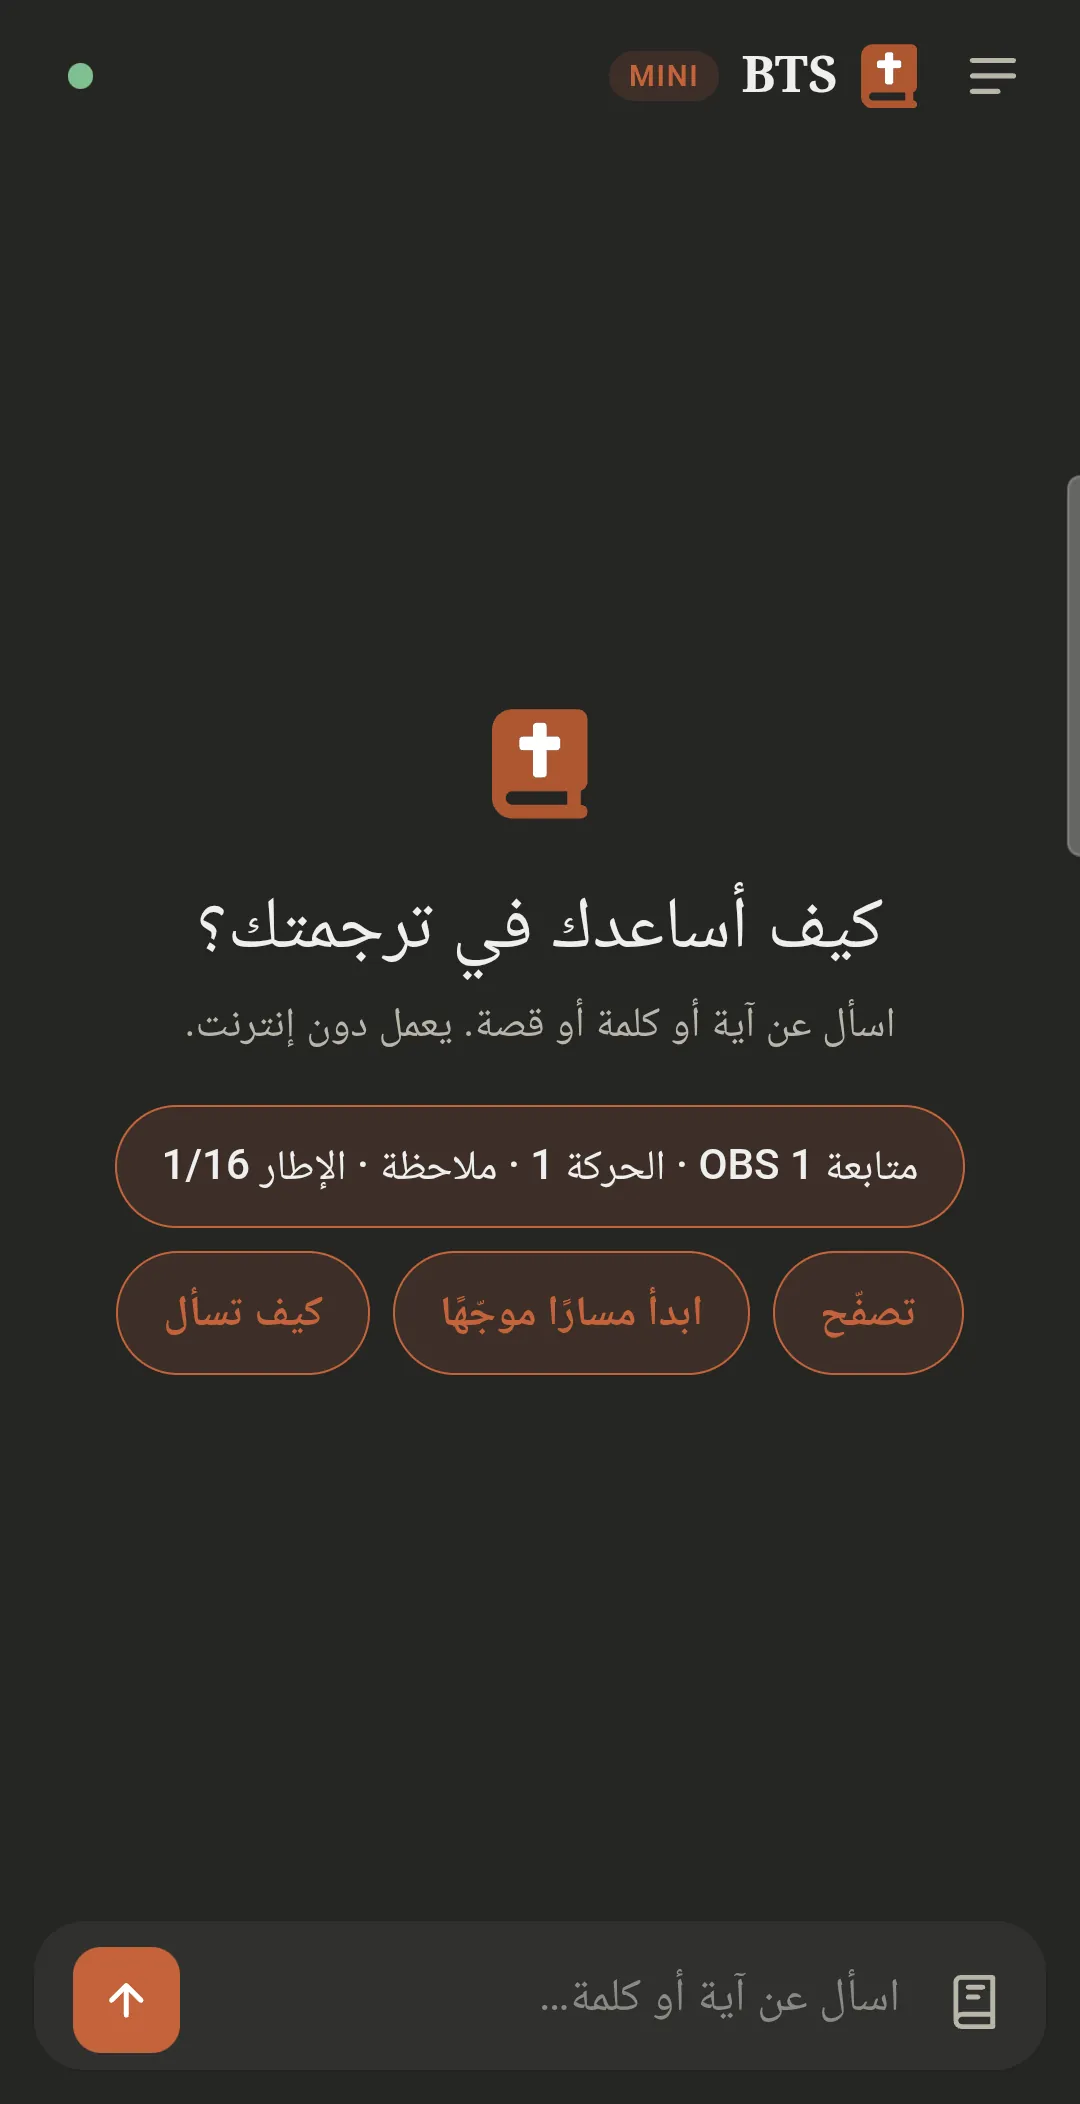 BTS MINI
كيف أساعدك في ترجمتك؟
اسأل عن آية أو كلمة أو قصة. يعمل دون إنترنت.
متابعة OBS 1 · الحركة 1 · ملاحظة · الإطار 1/16
تصفّح
ابدأ مسارًا موجّهًا
كيف تسأل
اسأل عن آية أو كلمة...